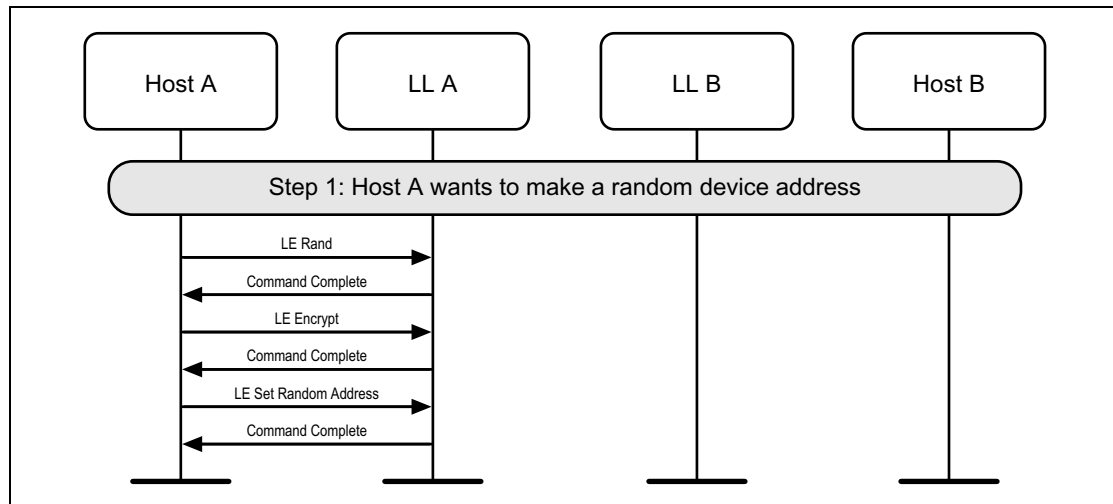 Host A
LL A
LL B
Host B
Step 1: Host A wants to make a random device address
LE Rand
Command Complete
LE Encrypt
Command Complete
LE Set Random Address
Command Complete